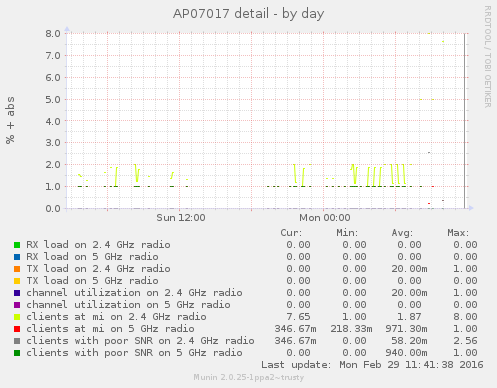 AP07017 detail - by day
RRDTOOL / TOBI OETIKER
% + abs
8.0
7.0
6.0
5.0
4.0
3.0
2.0
1.0
0.0
Sun 12:00 Mon 00:00
Cur: Min: Avg: Max:
RX load on 2.4 GHz radio 0.00 0.00 0.00 0.00
RX load on 5 GHz radio 0.00 0.00 0.00 0.00
TX load on 2.4 GHz radio 0.00 0.00 20.00m 1.00
TX load on 5 GHz radio 0.00 0.00 0.00 0.00
channel utilization on 2.4 GHz radio 0.00 0.00 20.00m 1.00
channel utilization on 5 GHz radio 0.00 0.00 0.00 0.00
clients at mi on 2.4 GHz radio 7.65 1.00 1.87 8.00
clients at mi on 5 GHz radio 346.67m 218.33m 971.30m 1.00
clients with poor SNR on 2.4 GHz radio 346.67m 0.00 58.20m 2.56
clients with poor SNR on 5 GHz radio 0.00 0.00 940.00m 1.00
Last update: Mon Feb 29 11:41:38 2016
Munin 2.0.25-1ppa2~trusty